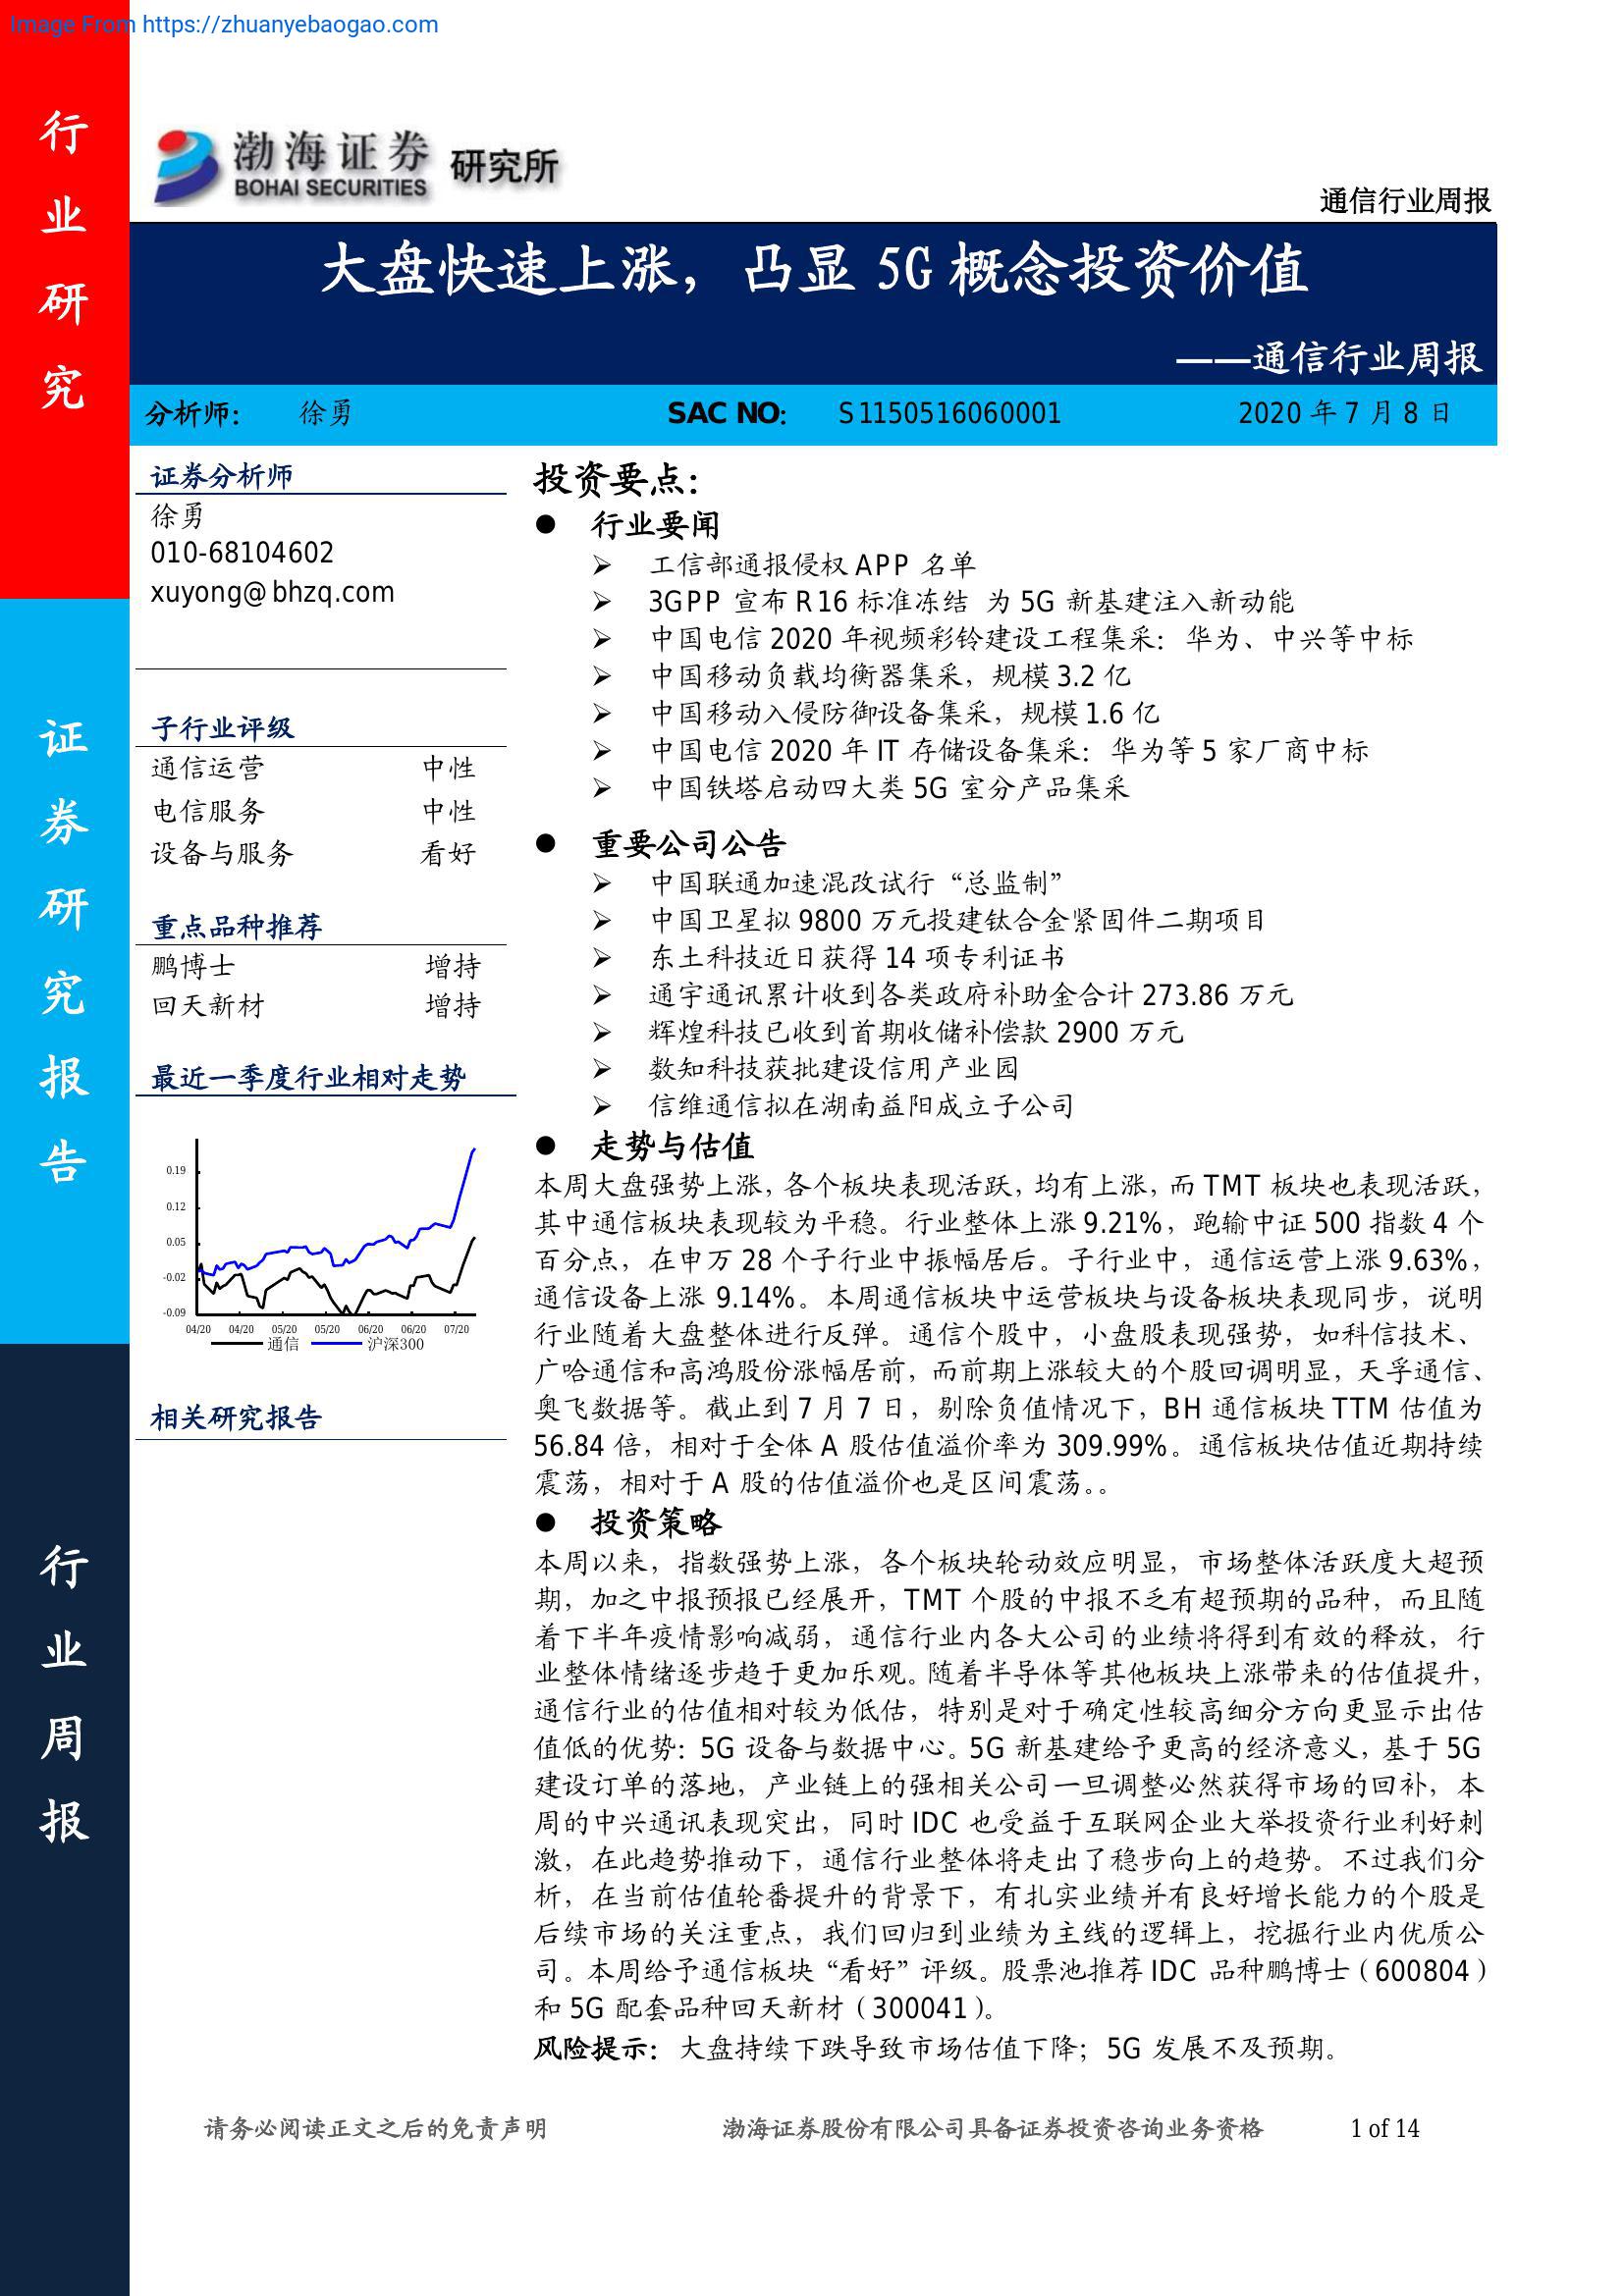 Image From https://zhuanyebaogao.com
行业研究
证券研究报告
行业周报
渤海证券 研究所
BOHAI SECURITIES
通信行业周报
大盘快速上涨，凸显 5G 概念投资价值
——通信行业周报
分析师： 徐勇 SAC NO： S1150516060001 2020 年 7 月 8 日
证券分析师
徐勇
010-68104602
xuyong@bhzq.com
子行业评级
通信运营 中性
电信服务 中性
设备与服务 看好
重点品种推荐
鹏博士 增持
回天新材 增持
最近一季度行业相对走势
0.19
0.12
0.05
-0.02
-0.09
04/20 04/20 05/20 05/20 06/20 06/20 07/20
通信 沪深300
相关研究报告
投资要点：
● 行业要闻
➢ 工信部通报侵权 APP 名单
➢ 3GPP 宣布 R16 标准冻结 为 5G 新基建注入新动能
➢ 中国电信 2020 年视频彩铃建设工程集采：华为、中兴等中标
➢ 中国移动负载均衡器集采，规模 3.2 亿
➢ 中国移动入侵防御设备集采，规模 1.6 亿
➢ 中国电信 2020 年 IT 存储设备集采：华为等 5 家厂商中标
➢ 中国铁塔启动四大类 5G 室分产品集采
● 重要公司公告
➢ 中国联通加速混改试行“总监制”
➢ 中国卫星拟 9800 万元投建钛合金紧固件二期项目
➢ 东土科技近日获得 14 项专利证书
➢ 通宇通讯累计收到各类政府补助金合计 273.86 万元
➢ 辉煌科技已收到首期收储补偿款 2900 万元
➢ 数知科技获批建设信用产业园
➢ 信维通信拟在湖南益阳成立子公司
● 走势与估值
本周大盘强势上涨，各个板块表现活跃，均有上涨，而 TMT 板块也表现活跃，
其中通信板块表现较为平稳。行业整体上涨 9.21%，跑输中证 500 指数 4 个
百分点，在申万 28 个子行业中振幅居后。子行业中，通信运营上涨 9.63%，
通信设备上涨 9.14%。本周通信板块中运营板块与设备板块表现同步，说明
行业随着大盘整体进行反弹。通信个股中，小盘股表现强势，如科信技术、
广哈通信和高鸿股份涨幅居前，而前期上涨较大的个股回调明显，天孚通信、
奥飞数据等。截止到 7 月 7 日，剔除负值情况下，BH 通信板块 TTM 估值为
56.84 倍，相对于全体 A 股估值溢价率为 309.99%。通信板块估值近期持续
震荡，相对于 A 股的估值溢价也是区间震荡。。
● 投资策略
本周以来，指数强势上涨，各个板块轮动效应明显，市场整体活跃度大超预
期，加之中报预报已经展开，TMT 个股的中报不乏有超预期的品种，而且随
着下半年疫情影响减弱，通信行业内各大公司的业绩将得到有效的释放，行
业整体情绪逐步趋于更加乐观。随着半导体等其他板块上涨带来的估值提升，
通信行业的估值相对较为低估，特别是对于确定性较高细分方向更显示出估
值低的优势：5G 设备与数据中心。5G 新基建给予更高的经济意义，基于 5G
建设订单的落地，产业链上的强相关公司一旦调整必然获得市场的回补，本
周的中兴通讯表现突出，同时 IDC 也受益于互联网企业大举投资行业利好刺
激，在此趋势推动下，通信行业整体将走出了稳步向上的趋势。不过我们分
析，在当前估值轮番提升的背景下，有扎实业绩并有良好增长能力的个股是
后续市场的关注重点，我们回归到业绩为主线的逻辑上，挖掘行业内优质公
司。本周给予通信板块“看好”评级。股票池推荐 IDC 品种鹏博士（600804）
和 5G 配套品种回天新材（300041）。
风险提示：大盘持续下跌导致市场估值下降；5G 发展不及预期。
请务必阅读正文之后的免责声明 渤海证券股份有限公司具备证券投资咨询业务资格 1 of 14